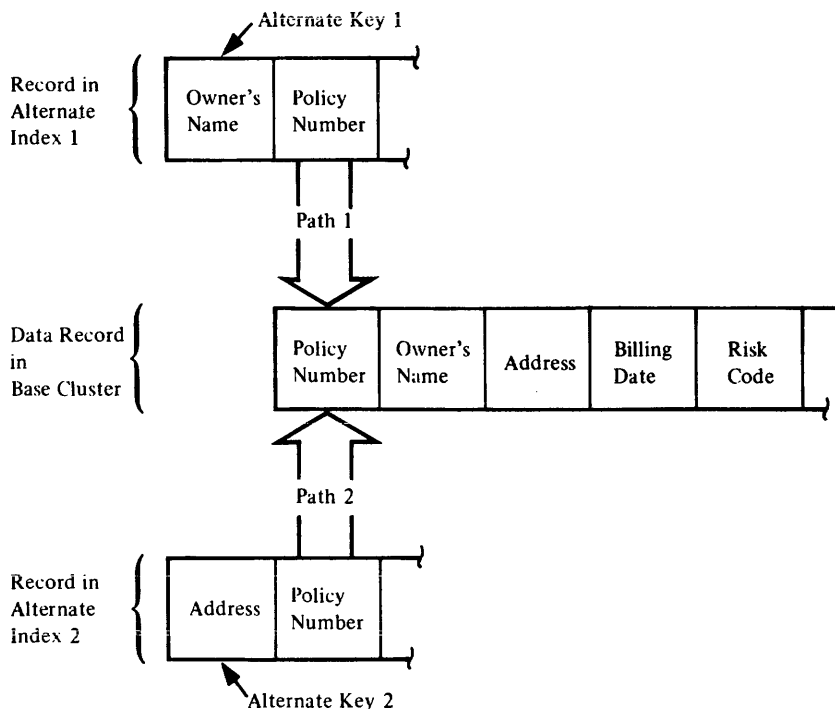 Alternate Key 1
Record in
Alternate
Index 1
Owner's
Name
Policy
Number
Path 1
Data Record
in
Base Cluster
Policy
Number
Owner's
Name
Address
Billing
Date
Risk
Code
Path 2
Record in
Alternate
Index 2
Address
Policy
Number
Alternate Key 2